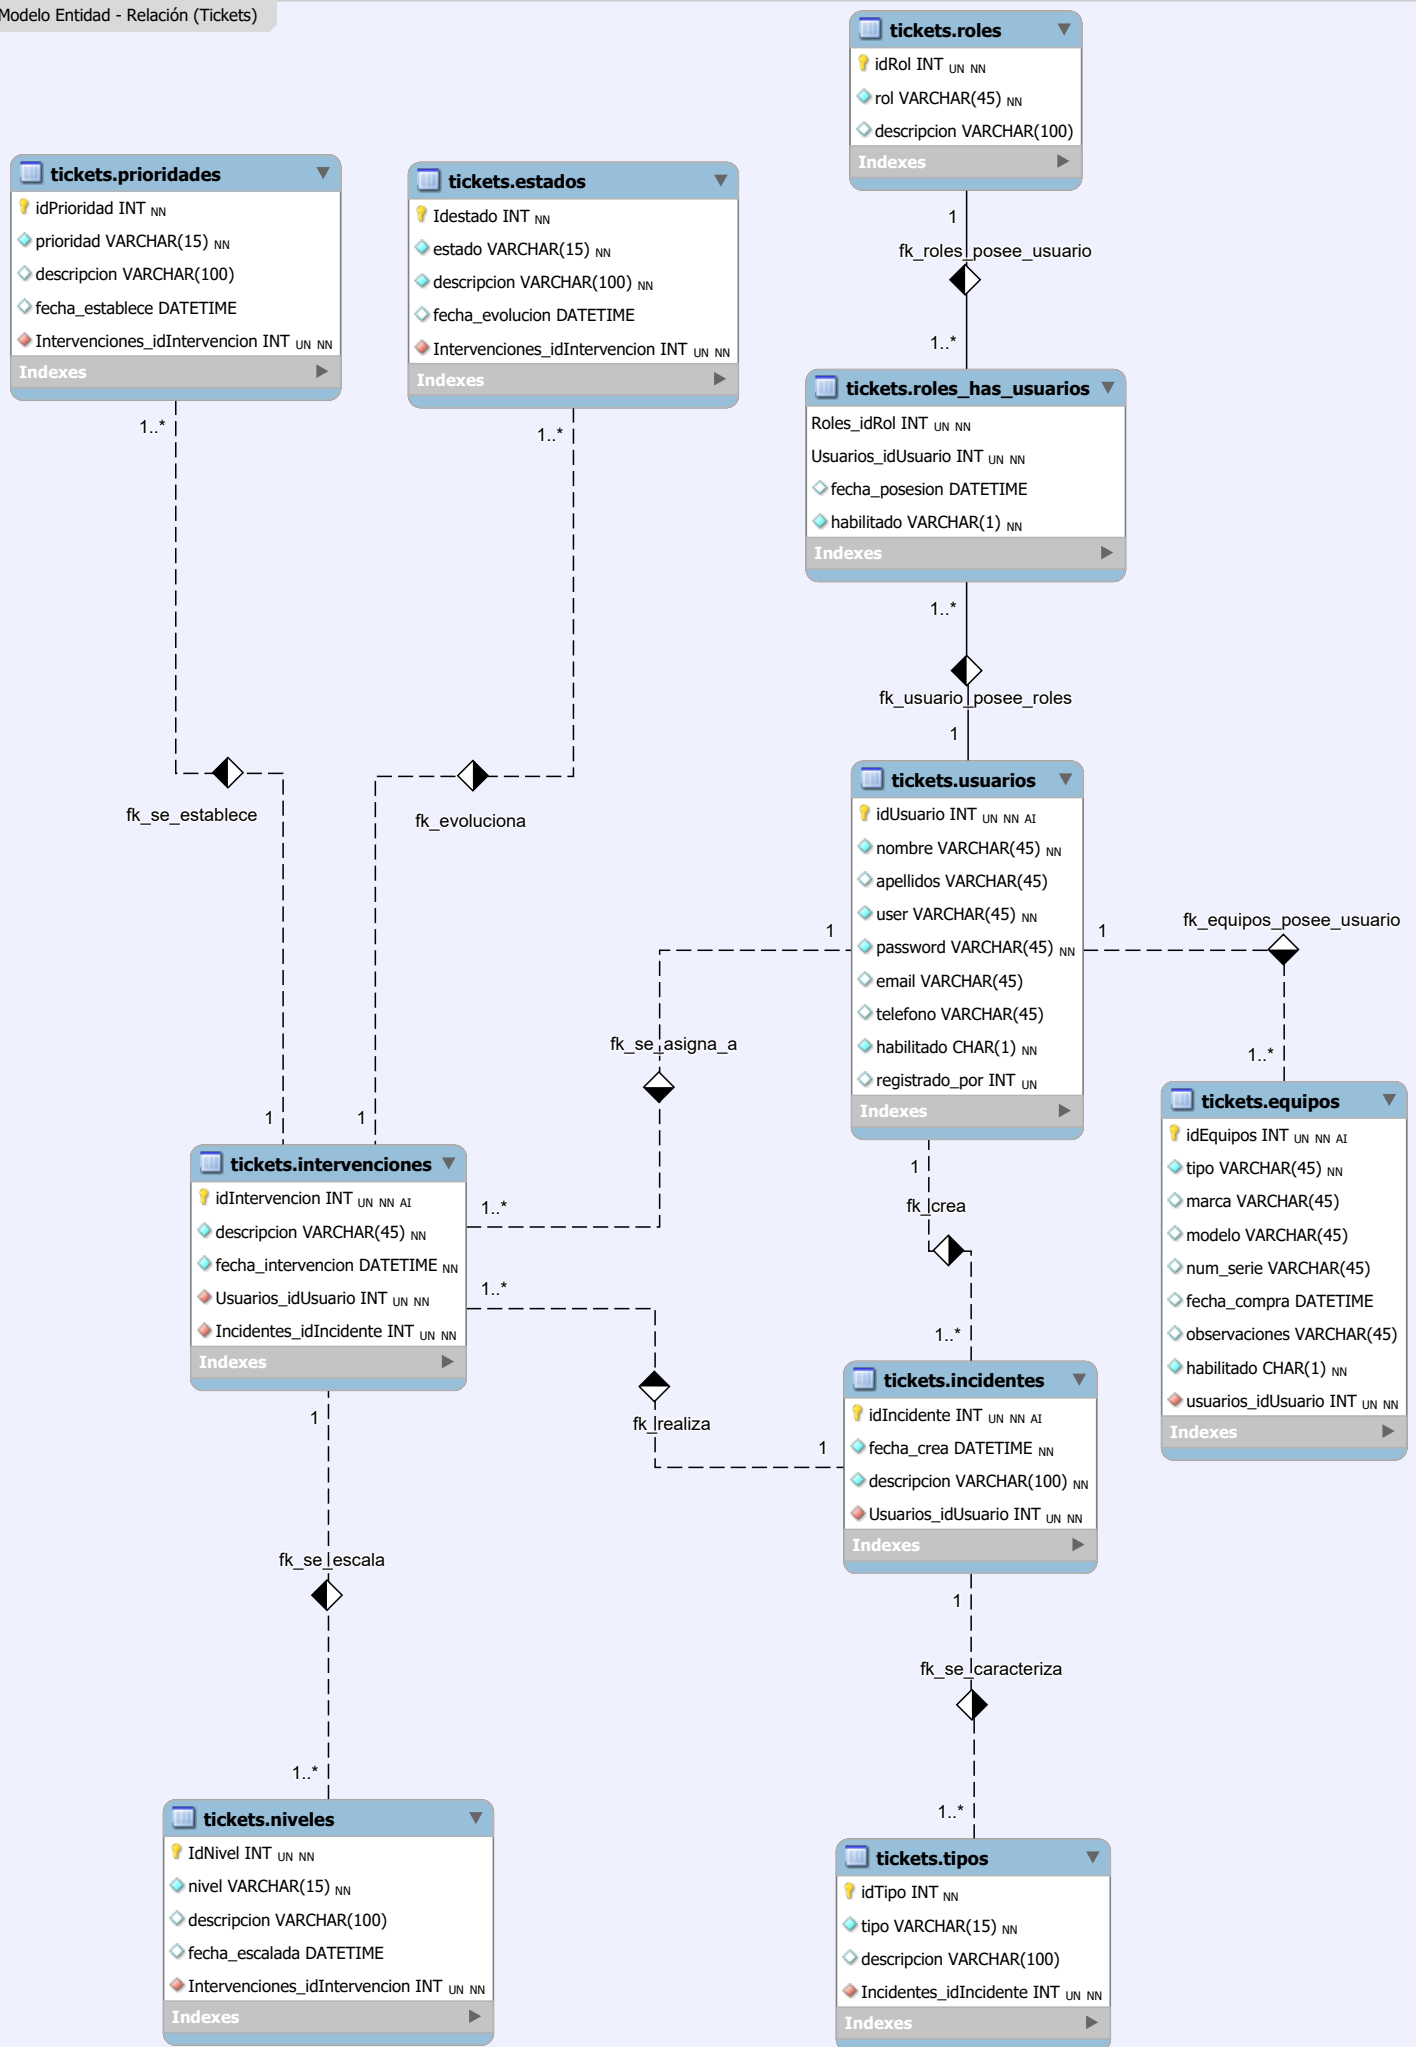 Modelo Entidad - Relación (Tickets)
tickets.roles
idRol INT UN NN
rol VARCHAR(45) NN
descripcion VARCHAR(100)
Indexes
1
fk_roles_posee_usuario
1..*
tickets.prioridades
idPrioridad INT NN
prioridad VARCHAR(15) NN
descripcion VARCHAR(100)
fecha_establece DATETIME
Intervenciones_idIntervencion INT UN NN
Indexes
1..*
fk_se_establece
1
tickets.estados
Idestado INT NN
estado VARCHAR(15) NN
descripcion VARCHAR(100) NN
fecha_evolucion DATETIME
Intervenciones_idIntervencion INT UN NN
Indexes
1..*
fk_evoluciona
1
tickets.roles_has_usuarios
Roles_idRol INT UN NN
Usuarios_idUsuario INT UN NN
fecha_posesion DATETIME
habilitado VARCHAR(1) NN
Indexes
1..*
fk_usuario_posee_roles
1
tickets.usuarios
idUsuario INT UN NN AI
nombre VARCHAR(45) NN
apellidos VARCHAR(45)
user VARCHAR(45) NN
password VARCHAR(45) NN
email VARCHAR(45)
telefono VARCHAR(45)
habilitado CHAR(1) NN
registrado_por INT UN
Indexes
1
fk_equipos_posee_usuario
1..*
tickets.equipos
idEquipos INT UN NN AI
tipo VARCHAR(45) NN
marca VARCHAR(45)
modelo VARCHAR(45)
num_serie VARCHAR(45)
fecha_compra DATETIME
observaciones VARCHAR(45)
habilitado CHAR(1) NN
usuarios_idUsuario INT UN NN
Indexes
1
fk_se_asigna_a
1..*
tickets.intervenciones
idIntervencion INT UN NN AI
descripcion VARCHAR(45) NN
fecha_intervencion DATETIME NN
Usuarios_idUsuario INT UN NN
Incidentes_idIncidente INT UN NN
Indexes
1
fk_crea
1..*
1..*
fk_realiza
1
tickets.incidentes
idIncidente INT UN NN AI
fecha_crea DATETIME NN
descripcion VARCHAR(100) NN
Usuarios_idUsuario INT UN NN
Indexes
1
fk_se_escala
1..*
1
fk_se_caracteriza
1..*
tickets.niveles
IdNivel INT UN NN
nivel VARCHAR(15) NN
descripcion VARCHAR(100)
fecha_escalada DATETIME
Intervenciones_idIntervencion INT UN NN
Indexes
tickets.tipos
idTipo INT NN
tipo VARCHAR(15) NN
descripcion VARCHAR(100)
Incidentes_idIncidente INT UN NN
Indexes